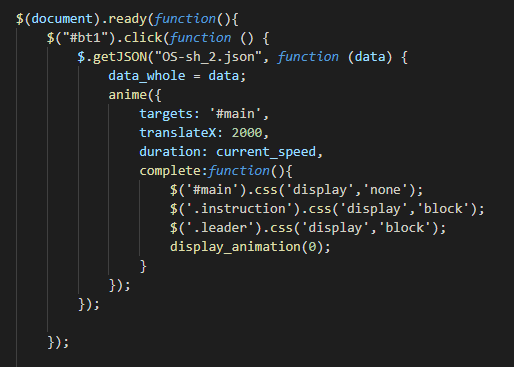 $(document).ready(function(){
    $("#bt1").click(function () {
        $.getJSON("OS-sh_2.json", function (data) {
            data_whole = data;
            anime({
                targets: '#main',
                translateX: 2000,
                duration: current_speed,
                complete:function(){
                    $('#main').css('display','none');
                    $('.instruction').css('display','block');
                    $('.leader').css('display','block');
                    display_animation(0);
                }
            });
        });

    });